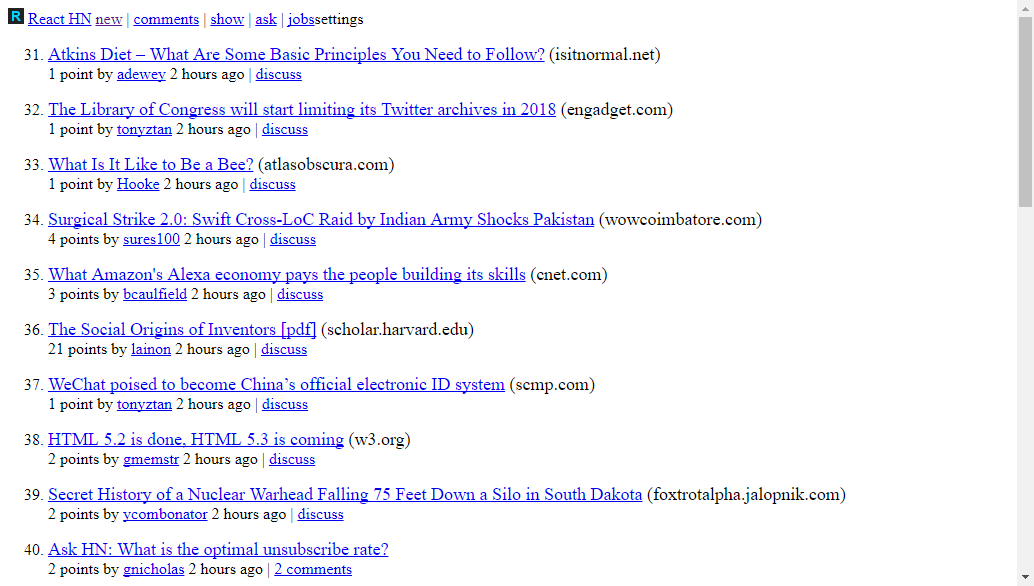 R React HN new | comments | show | ask | jobssettings
31. Atkins Diet – What Are Some Basic Principles You Need to Follow? (isitnormal.net)
1 point by adewey 2 hours ago | discuss
32. The Library of Congress will start limiting its Twitter archives in 2018 (engadget.com)
1 point by tonyztan 2 hours ago | discuss
33. What Is It Like to Be a Bee? (atlasobscura.com)
1 point by Hooke 2 hours ago | discuss
34. Surgical Strike 2.0: Swift Cross-LoC Raid by Indian Army Shocks Pakistan (wowcoimbatore.com)
4 points by sures100 2 hours ago | discuss
35. What Amazon's Alexa economy pays the people building its skills (cnet.com)
3 points by bcaulfield 2 hours ago | discuss
36. The Social Origins of Inventors [pdf] (scholar.harvard.edu)
21 points by lainon 2 hours ago | discuss
37. WeChat poised to become China’s official electronic ID system (scmp.com)
1 point by tonyztan 2 hours ago | discuss
38. HTML 5.2 is done, HTML 5.3 is coming (w3.org)
2 points by gmemstr 2 hours ago | discuss
39. Secret History of a Nuclear Warhead Falling 75 Feet Down a Silo in South Dakota (foxtrotalpha.jalopnik.com)
2 points by ycombonator 2 hours ago | discuss
40. Ask HN: What is the optimal unsubscribe rate?
2 points by gnicholas 2 hours ago | 2 comments